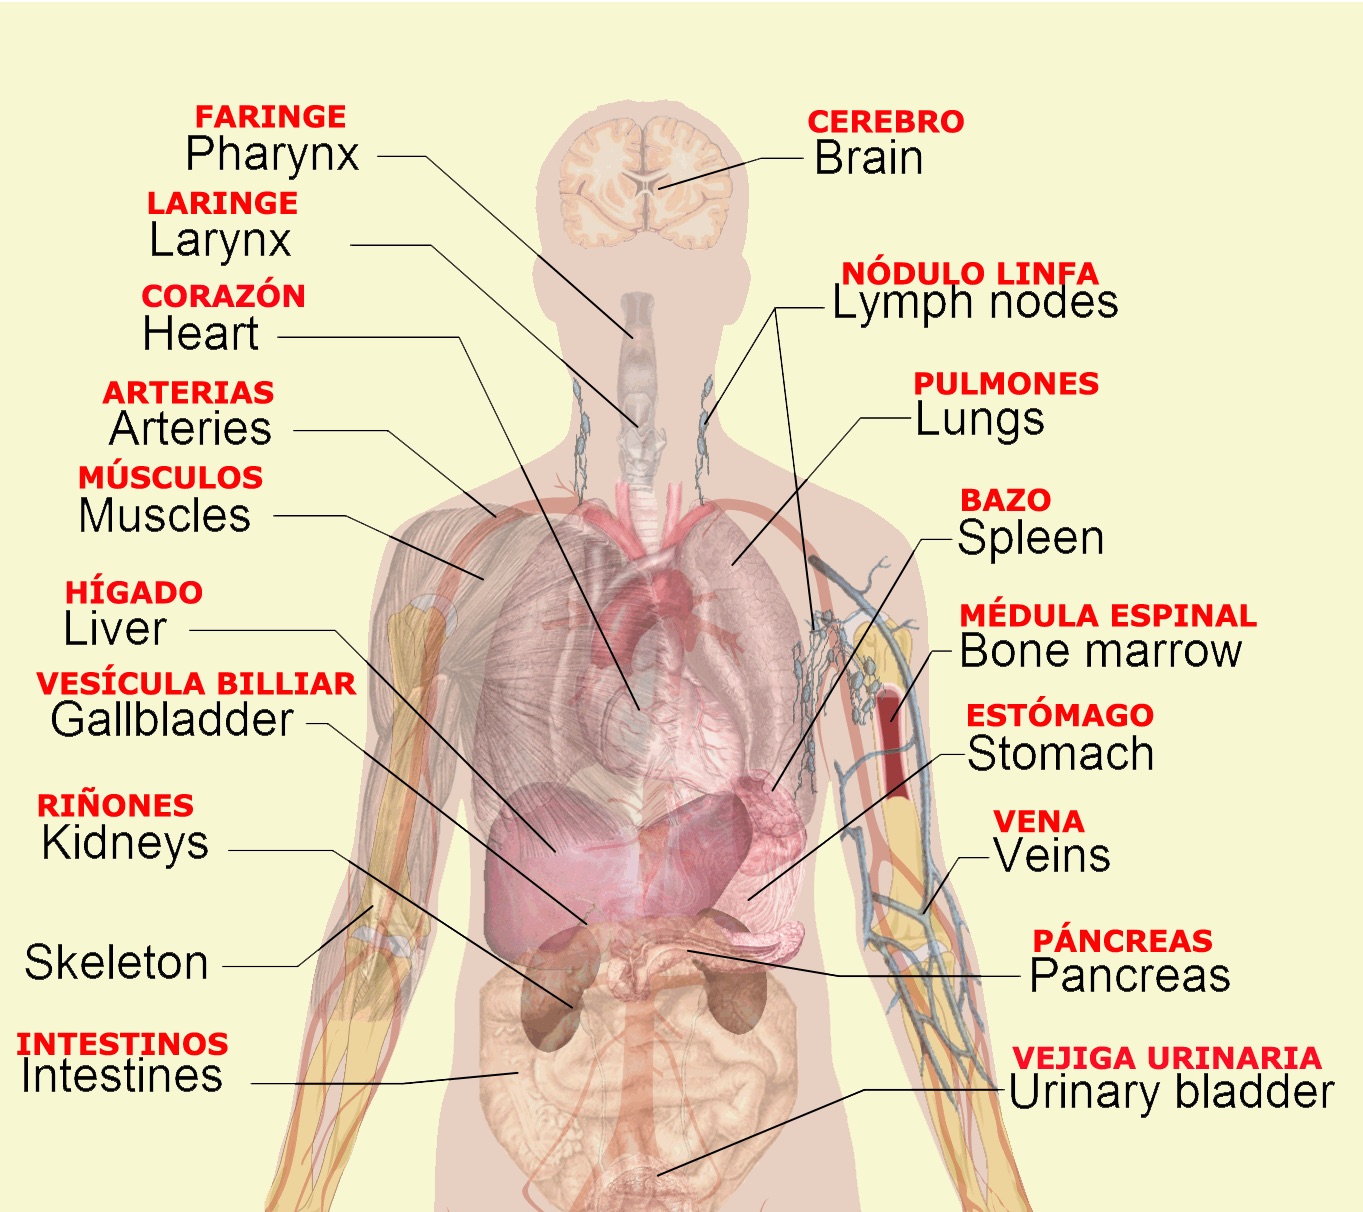 FARINGE
Pharynx
LARINGE
Larynx
CORAZÓN
Heart
ARTERIAS
Arteries
MÚSCULOS
Muscles
HÍGADO
Liver
VESÍCULA BILLIAR
Gallbladder
RIÑONES
Kidneys
Skeleton
INTESTINOS
Intestines
CEREBRO
Brain
NÓDULO LINFA
Lymph nodes
PULMONES
Lungs
BAZO
Spleen
MÉDULA ESPINAL
Bone marrow
ESTÓMAGO
Stomach
VENA
Veins
PÁNCREAS
Pancreas
VEJIGA URINARIA
Urinary bladder